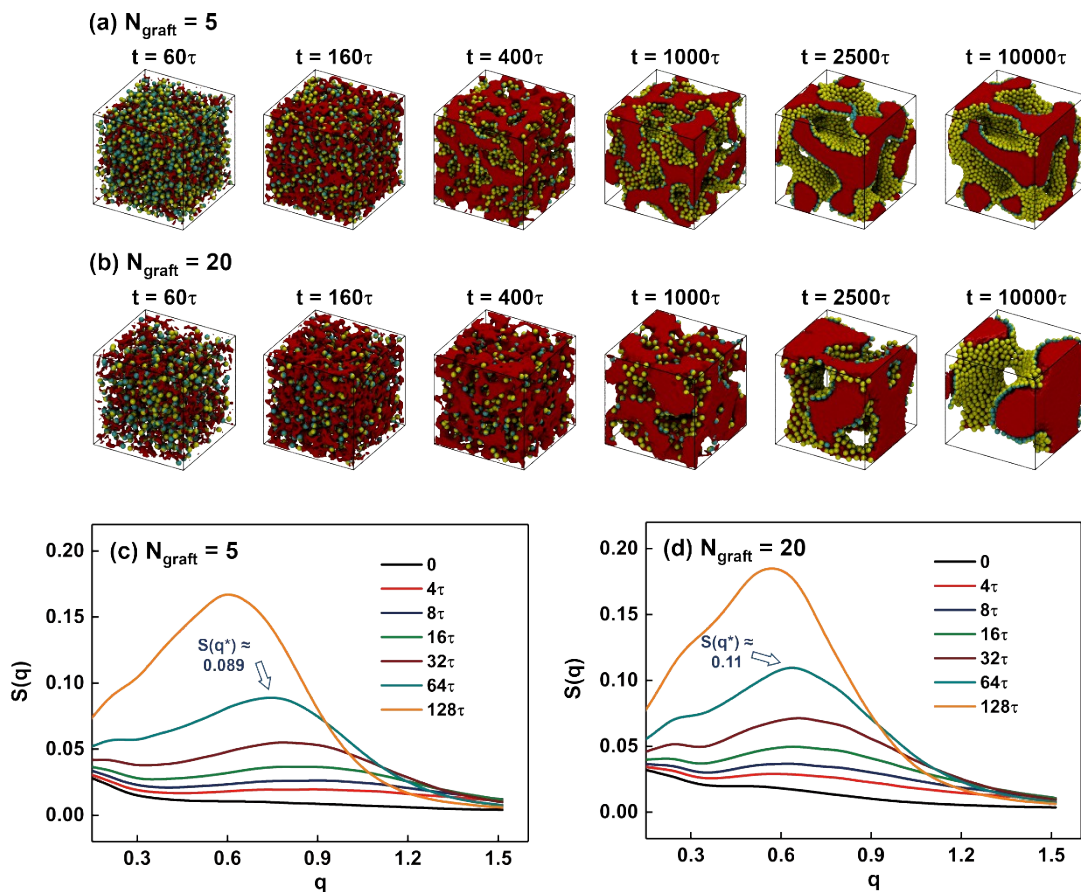 (a) N_graft = 5
t = 60τ t = 160τ t = 400τ t = 1000τ t = 2500τ t = 10000τ
(b) N_graft = 20
t = 60τ t = 160τ t = 400τ t = 1000τ t = 2500τ t = 10000τ
(c) N_graft = 5
0
4τ
8τ
16τ
32τ
64τ
128τ
S(q*) ≈
0.089
S(q)
0.20
0.15
0.10
0.05
0.00
0.3 0.6 0.9 1.2 1.5
q
(d) N_graft = 20
0
4τ
8τ
16τ
32τ
64τ
128τ
S(q*) ≈
0.11
S(q)
0.20
0.15
0.10
0.05
0.00
0.3 0.6 0.9 1.2 1.5
q